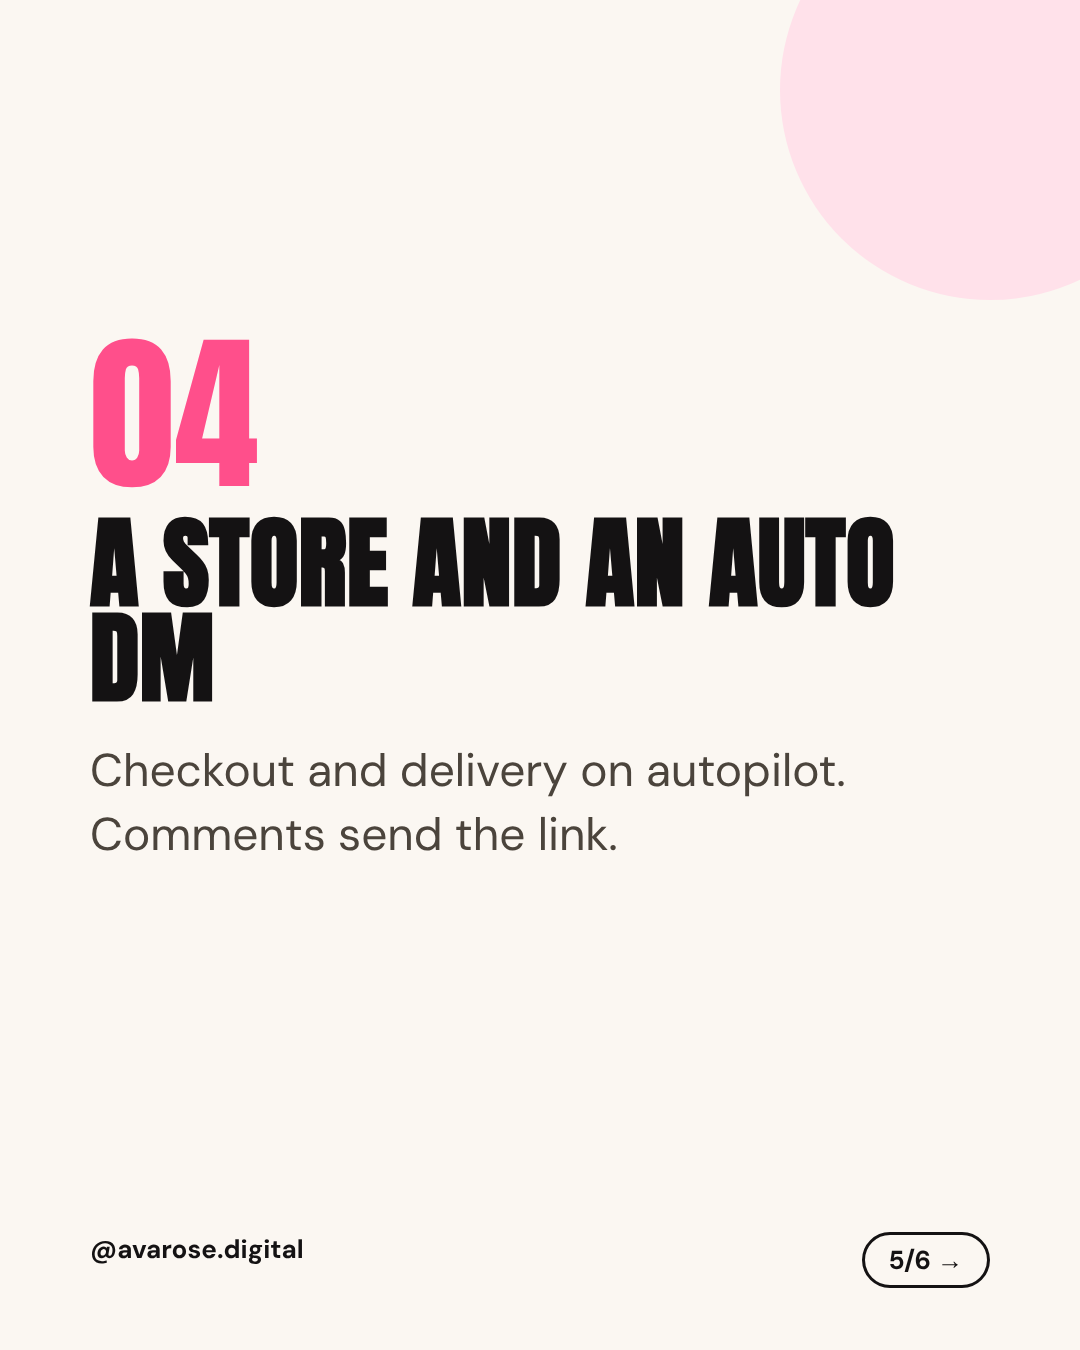 04
A STORE AND AN AUTO
DM
Checkout and delivery on autopilot.
Comments send the link.
@avarose.digital
5/6 →